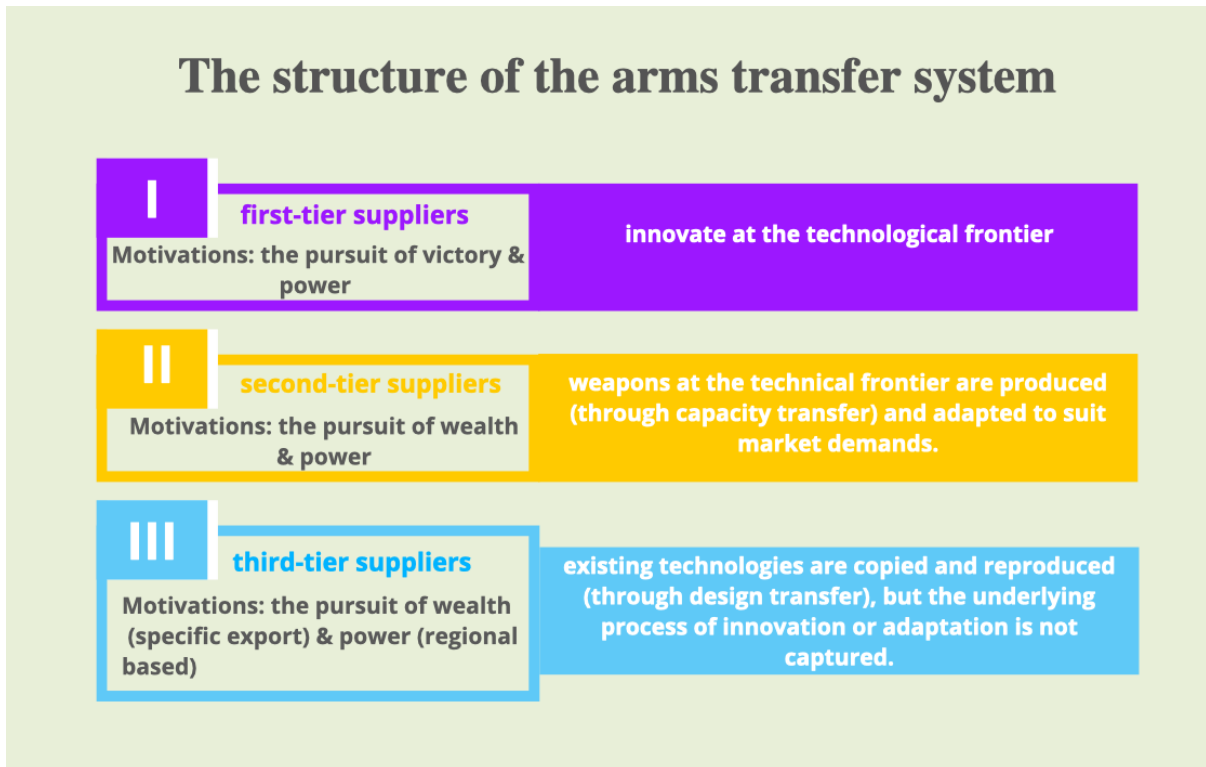 The structure of the arms transfer system
I
first-tier suppliers
Motivations: the pursuit of victory &
power
innovate at the technological frontier
II
second-tier suppliers
Motivations: the pursuit of wealth
& power
weapons at the technical frontier are produced
(through capacity transfer) and adapted to suit
market demands.
III
third-tier suppliers
Motivations: the pursuit of wealth
(specific export) & power (regional
based)
existing technologies are copied and reproduced
(through design transfer), but the underlying
process of innovation or adaptation is not
captured.